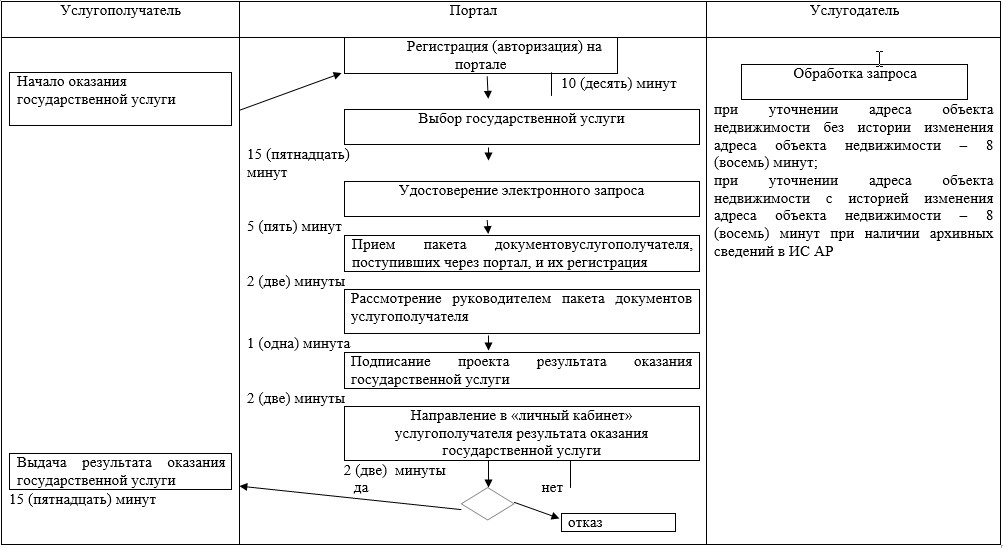 Услугополучатель
Портал
Услугодатель
Начало оказания
государственной услуги
Регистрация (авторизация) на
портале
10 (десять) минут
Выбор государственной услуги
15 (пятнадцать)
минут
Удостоверение электронного запроса
5 (пять) минут
Прием пакета документовуслугополучателя,
поступивших через портал, и их регистрация
2 (две) минуты
Рассмотрение руководителем пакета документов
услугополучателя
1 (одна) минута
Подписание проекта результата оказания
государственной услуги
2 (две) минуты
Направление в «личный кабинет»
услугополучателя результата оказания
государственной услуги
2 (две) минуты
да
нет
отказ
Выдача результата оказания
государственной услуги
15 (пятнадцать) минут
Обработка запроса
при уточнении адреса объекта
недвижимости без истории изменения
адреса объекта недвижимости – 8
(восемь) минут;
при уточнении адреса объекта
недвижимости с историей изменения
адреса объекта недвижимости – 8
(восемь) минут при наличии архивных
сведений в ИС АР